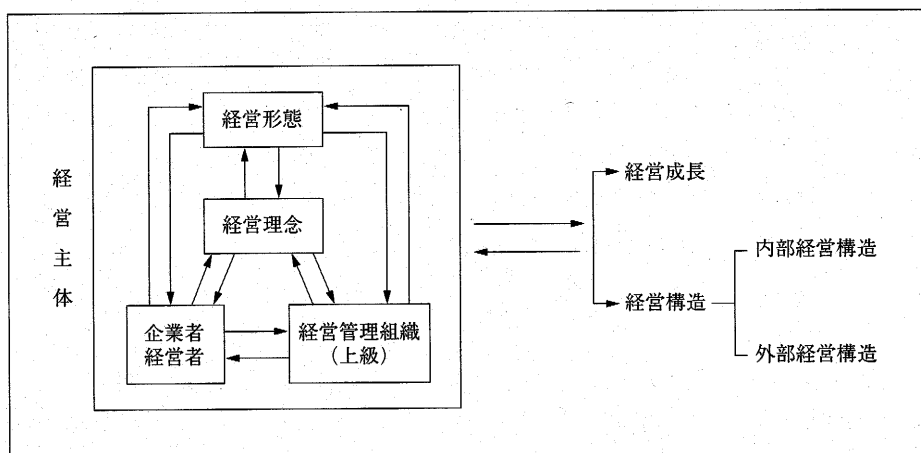 経営主体
経営形態
経営理念
企業者
経営者
経営管理組織
（上級）
経営成長
経営構造
内部経営構造
外部経営構造